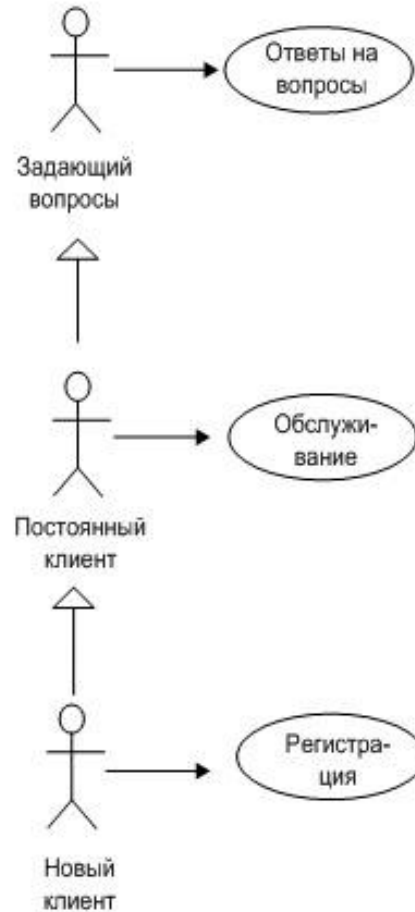 Ответы на
вопросы
Задающий
вопросы
Обслужи-
вание
Постоянный
клиент
Регистра-
ция
Новый
клиент